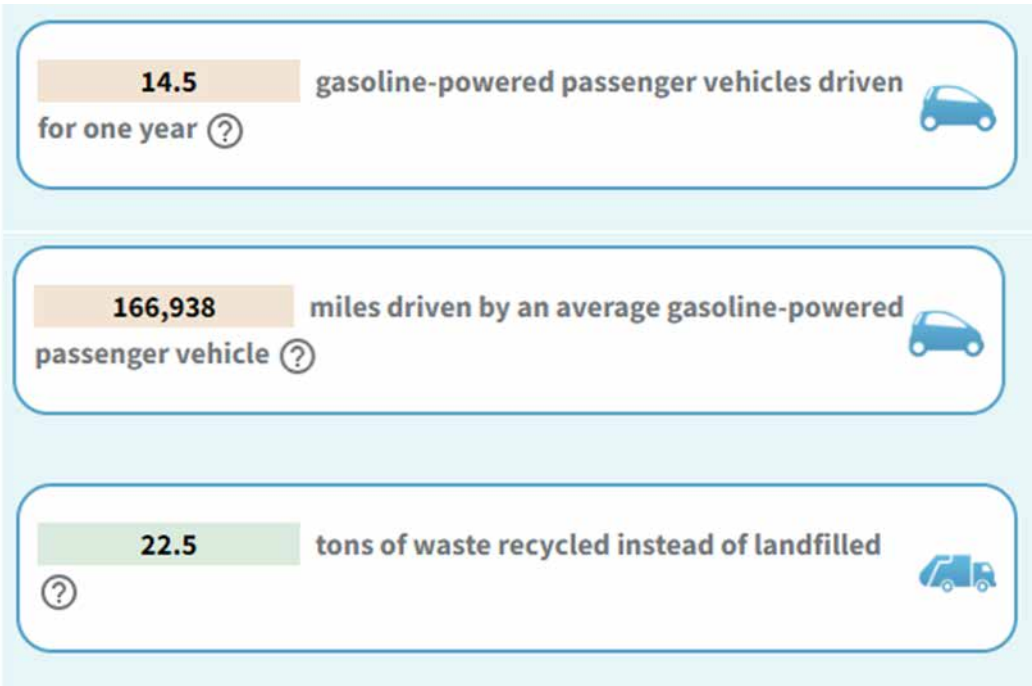 14.5 gasoline-powered passenger vehicles driven
for one year ?
166,938 miles driven by an average gasoline-powered
passenger vehicle ?
22.5 tons of waste recycled instead of landfilled
?